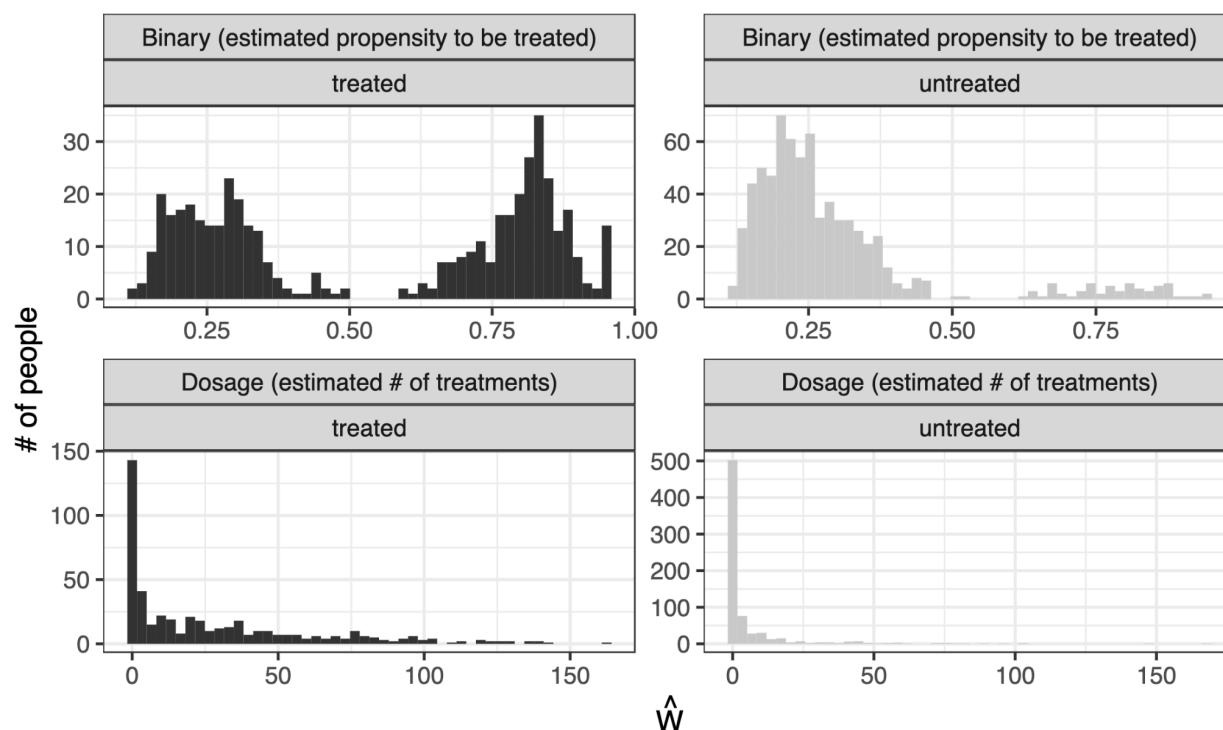 Binary (estimated propensity to be treated)
treated
30
20
10
0
0.25 0.50 0.75 1.00
Binary (estimated propensity to be treated)
untreated
60
40
20
0
0.25 0.50 0.75
# of people
Dosage (estimated # of treatments)
treated
150
100
50
0
0 50 100 150
Dosage (estimated # of treatments)
untreated
500
400
300
200
100
0
0 50 100 150
Ŵ